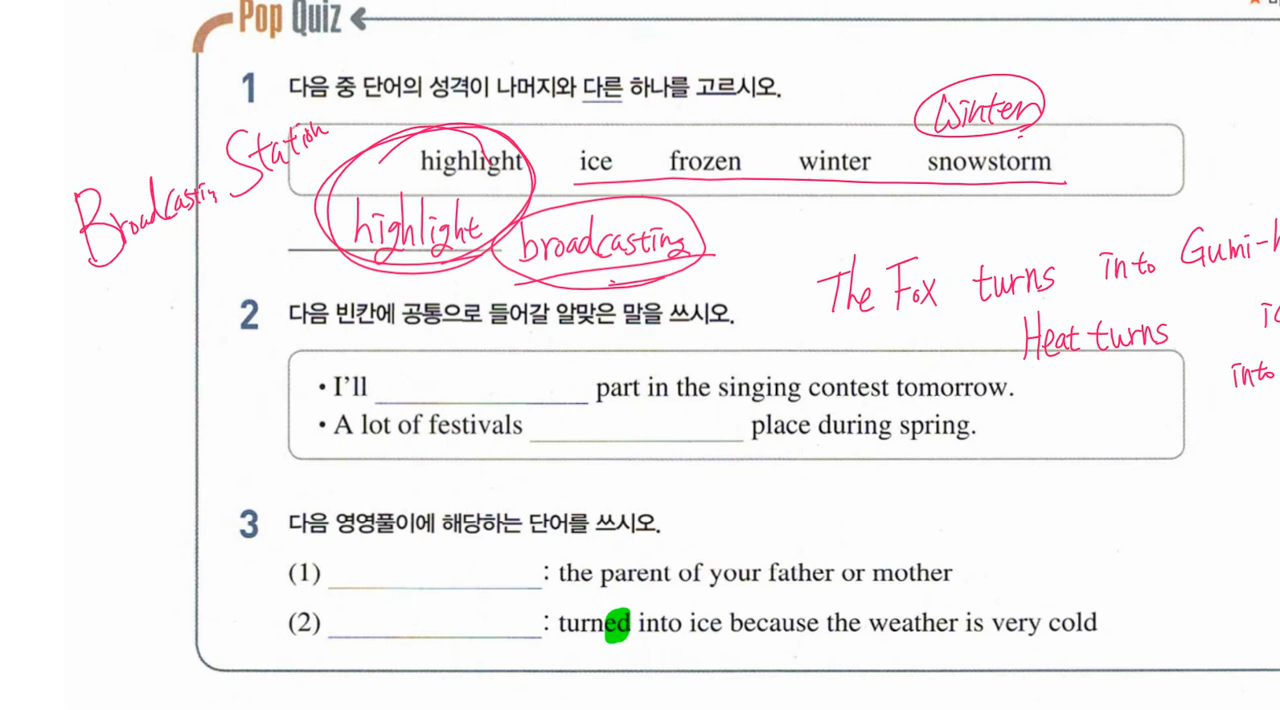 Pop Quiz
1 다음 중 단어의 성격이 나머지와 다른 하나를 고르시오.
Winter
Broadcasting Station
highlight ice frozen winter snowstorm
highlight broadcasting
The Fox turns into Gumi-h
Heat turns
into
2 다음 빈칸에 공통으로 들어갈 알맞은 말을 쓰시오.
• I'll ____________ part in the singing contest tomorrow.
• A lot of festivals ____________ place during spring.
3 다음 영영풀이에 해당하는 단어를 쓰시오.
(1) ____________ : the parent of your father or mother
(2) ____________ : turned into ice because the weather is very cold